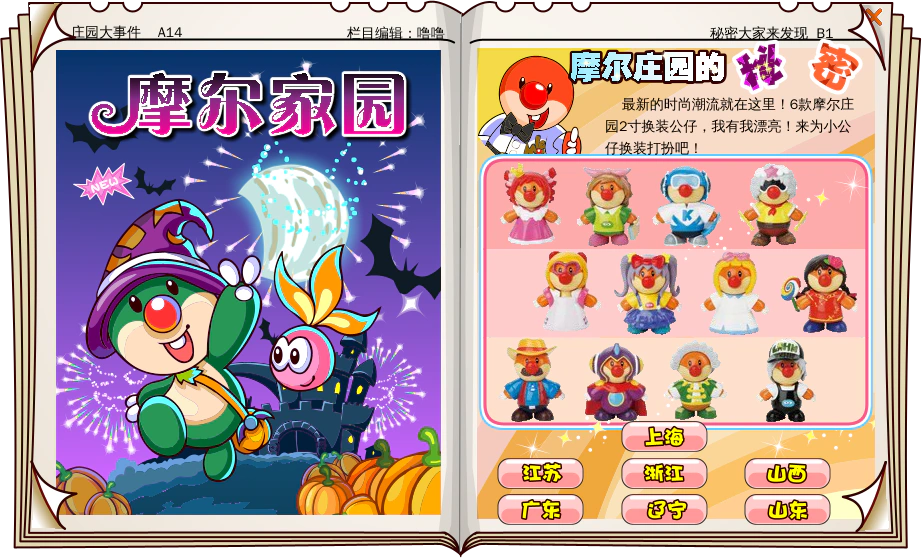 庄园大事件 A14
栏目编辑：噜噜
摩尔家园
NEW
秘密大家来发现 B1
摩尔庄园的秘密
最新的时尚潮流就在这里！6款摩尔庄
园2寸换装公仔，我有我漂亮！来为小公
仔换装打扮吧！
上海
江苏 浙江 山西
广东 辽宁 山东